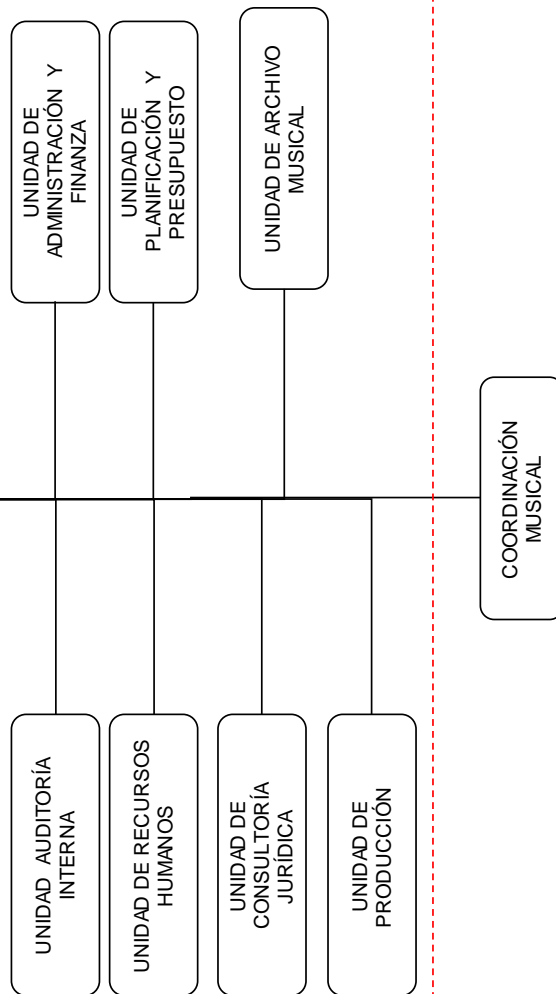 UNIDAD DE
ADMINISTRACIÓN Y
FINANZA
UNIDAD DE
PLANIFICACIÓN Y
PRESUPUESTO
UNIDAD DE ARCHIVO
MUSICAL
COORDINACIÓN
MUSICAL
UNIDAD AUDITORÍA
INTERNA
UNIDAD DE RECURSOS
HUMANOS
UNIDAD DE
CONSULTORÍA
JURÍDICA
UNIDAD DE
PRODUCCIÓN